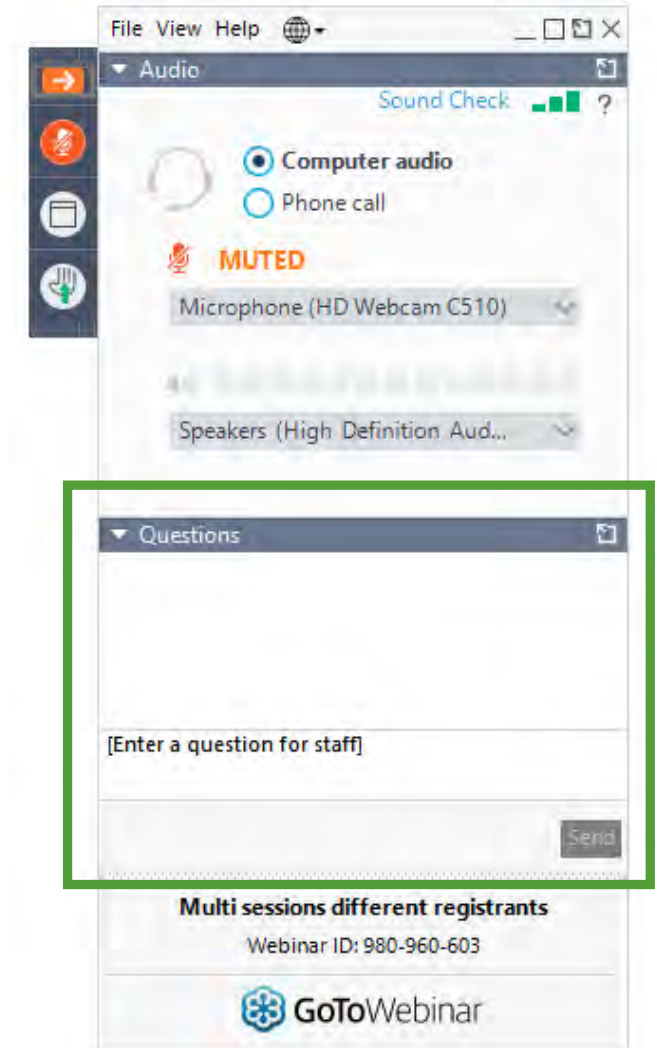 File View Help
Audio
Sound Check ?
Computer audio
Phone call
MUTED
Microphone (HD Webcam C510)
Speakers (High Definition Aud...
Questions
[Enter a question for staff]
Send
Multi sessions different registrants
Webinar ID: 980-960-603
GoToWebinar